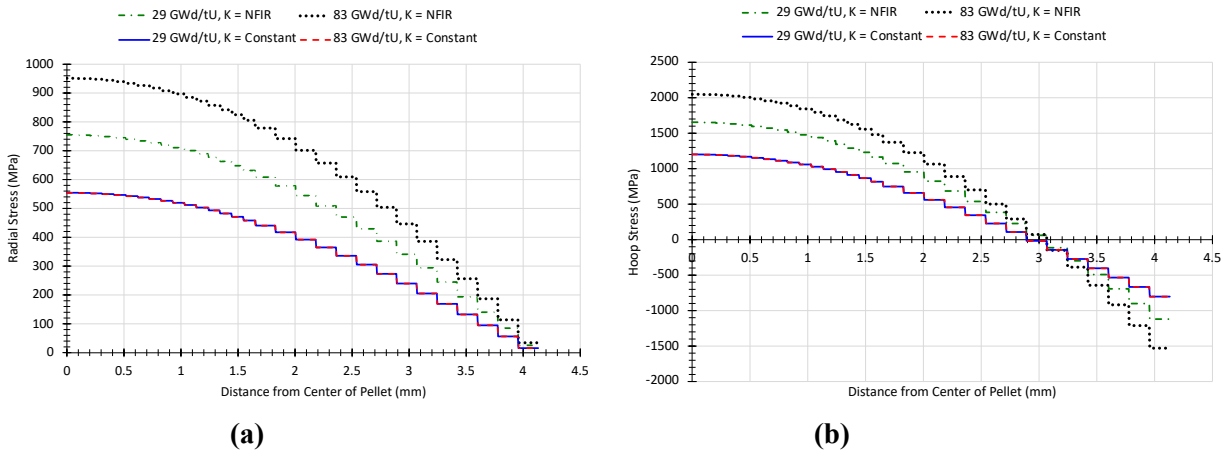 29 GWd/tU, K = NFIR
83 GWd/tU, K = NFIR
29 GWd/tU, K = Constant
83 GWd/tU, K = Constant
1000
900
800
700
600
500
400
300
200
100
0
Radial Stress (MPa)
0 0.5 1 1.5 2 2.5 3 3.5 4 4.5
Distance from Center of Pellet (mm)
(a)
29 GWd/tU, K = NFIR
83 GWd/tU, K = NFIR
29 GWd/tU, K = Constant
83 GWd/tU, K = Constant
2500
2000
1500
1000
500
0
-500
-1000
-1500
-2000
Hoop Stress (MPa)
0 0.5 1 1.5 2 2.5 3 3.5 4 4.5
Distance from Center of Pellet (mm)
(b)